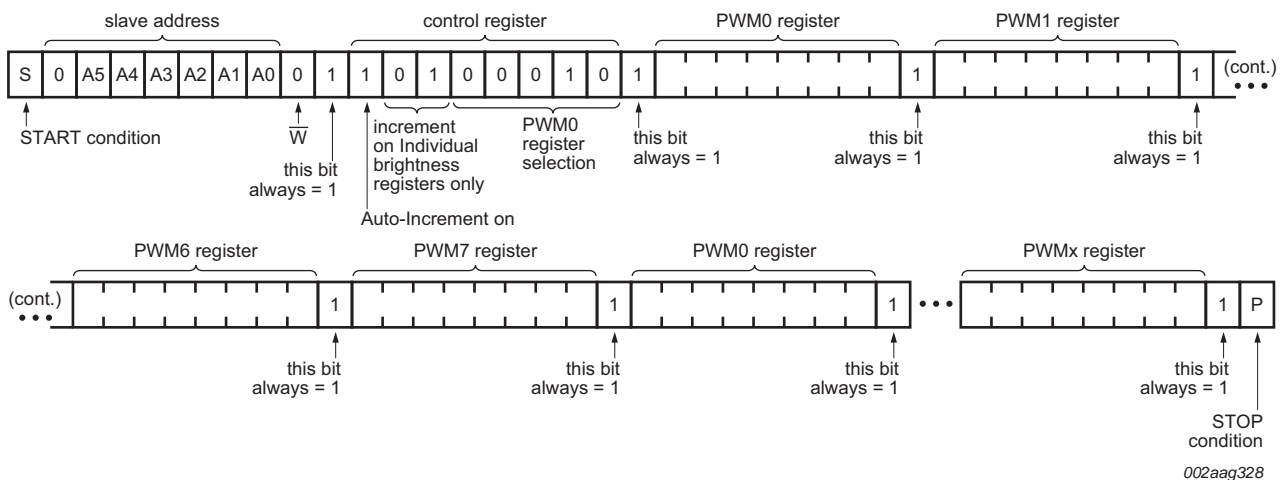 slave address
control register
PWM0 register
PWM1 register
S 0 A5 A4 A3 A2 A1 A0 0 1 1 0 1 0 0 0 1 0 1 1 1 (cont.)
START condition
W
this bit
always = 1
Auto-Increment on
increment
on Individual
brightness
registers only
PWM0
register
selection
this bit
always = 1
this bit
always = 1
this bit
always = 1
PWM6 register
PWM7 register
PWM0 register
PWMx register
(cont.) 1 1 1 1 P
this bit
always = 1
this bit
always = 1
this bit
always = 1
this bit
always = 1
STOP
condition
002aag328